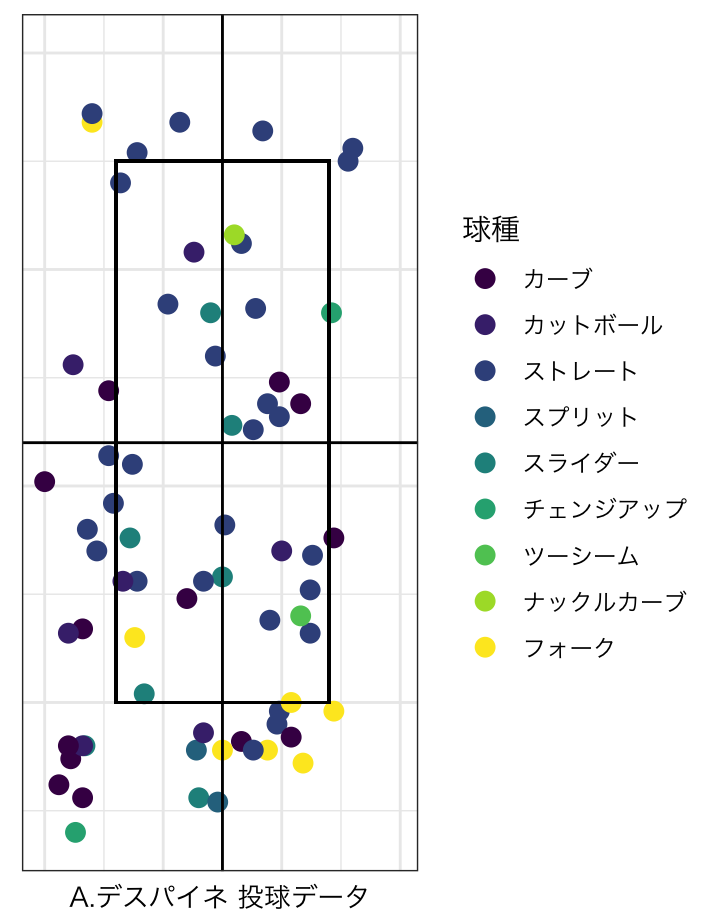 球種
カーブ
カットボール
ストレート
スプリット
スライダー
チェンジアップ
ツーシーム
ナックルカーブ
フォーク
A.デスパイネ 投球データ